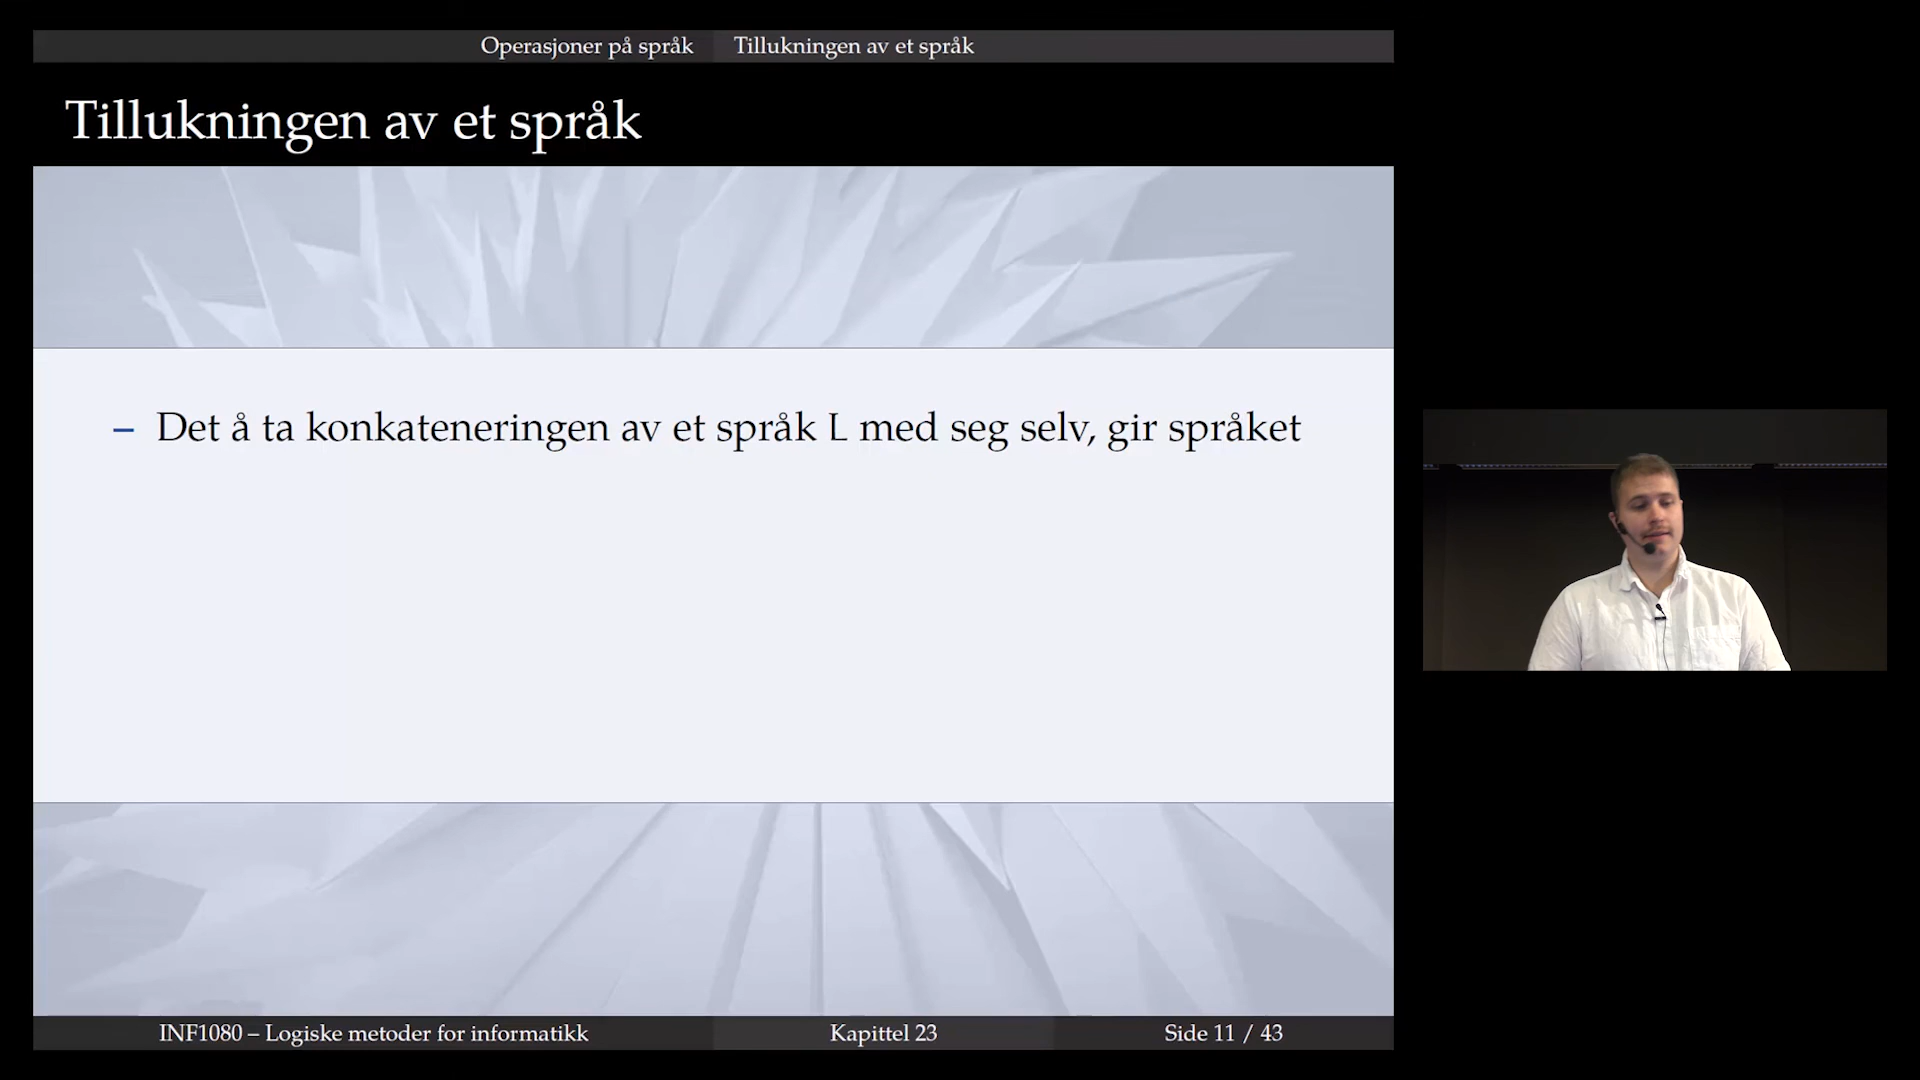 Operasjoner på språk Tillukningen av et språk
Tillukningen av et språk
– Det å ta konkateneringen av et språk L med seg selv, gir språket
INF1080 – Logiske metoder for informatikk Kapittel 23 Side 11 / 43